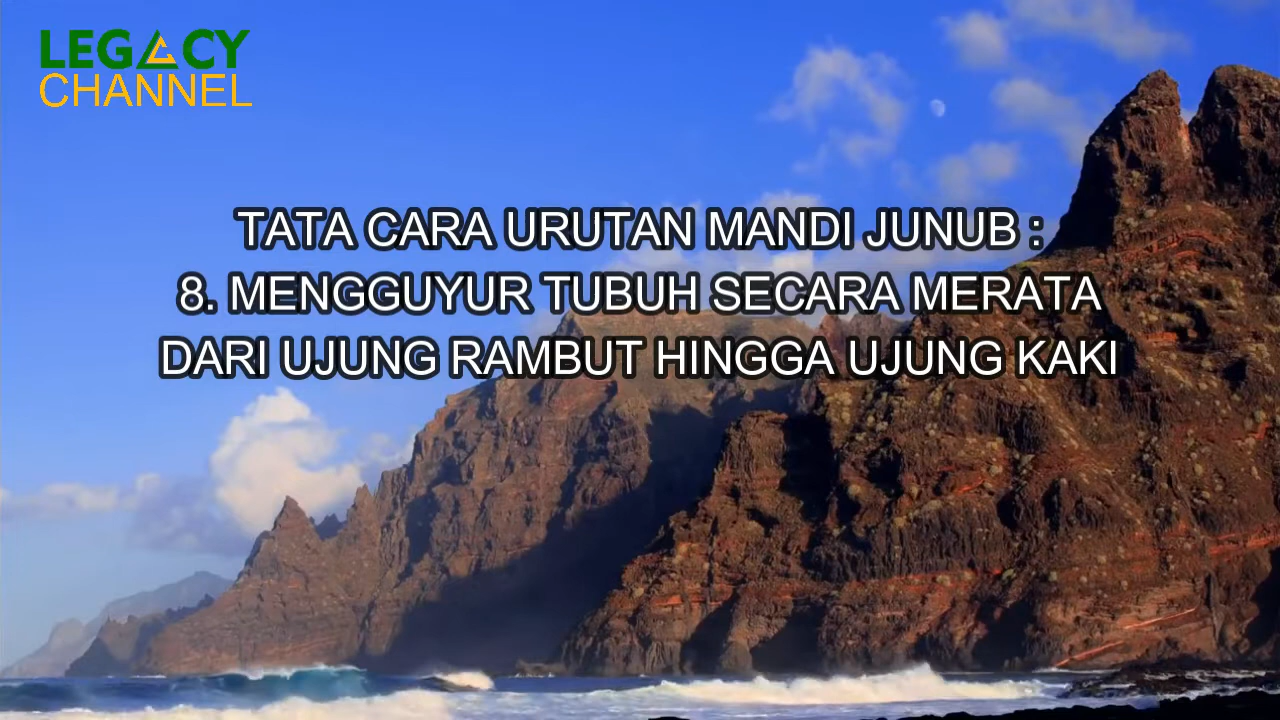 LEGACY
CHANNEL
TATA CARA URUTAN MANDI JUNUB :
8. MENGGUYUR TUBUH SECARA MERATA
DARI UJUNG RAMBUT HINGGA UJUNG KAKI